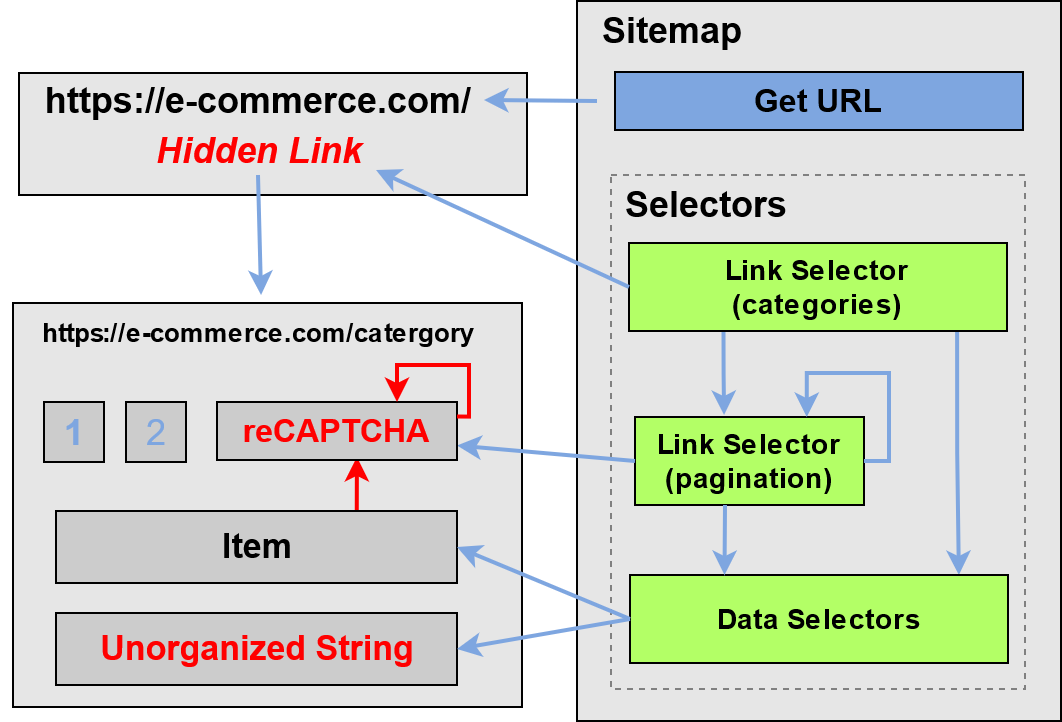 Sitemap
Get URL
https://e-commerce.com/
Hidden Link
Selectors
Link Selector
(categories)
https://e-commerce.com/catergory
1
2
reCAPTCHA
Link Selector
(pagination)
Item
Unorganized String
Data Selectors